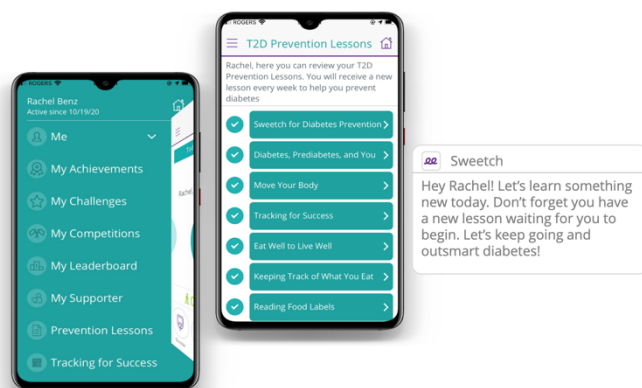 ROGERS
Rachel Benz
Active since 10/19/20
Me
My Achievements
My Challenges
My Competitions
My Leaderboard
My Supporter
Prevention Lessons
Tracking for Success
Rachel,
ROGERS
T2D Prevention Lessons
Rachel, here you can review your T2D
Prevention Lessons. You will receive a new
lesson every week to help you prevent
diabetes
Sweetch for Diabetes Prevention
Diabetes, Prediabetes, and You
Move Your Body
Tracking for Success
Eat Well to Live Well
Keeping Track of What You Eat
Reading Food Labels
Sweetch
Hey Rachel! Let’s learn something
new today. Don’t forget you have
a new lesson waiting for you to
begin. Let’s keep going and
outsmart diabetes!